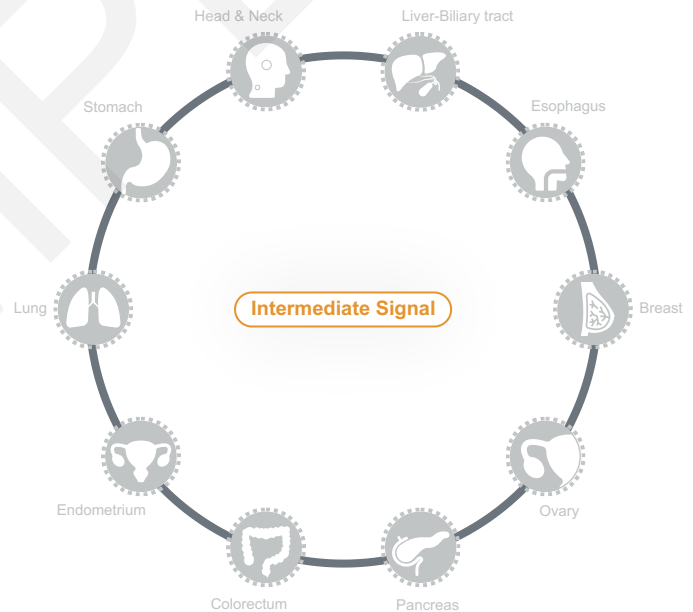 Head & Neck
Liver-Biliary tract
Stomach
Esophagus
Intermediate Signal
Lung
Breast
Endometrium
Ovary
Colorectum
Pancreas